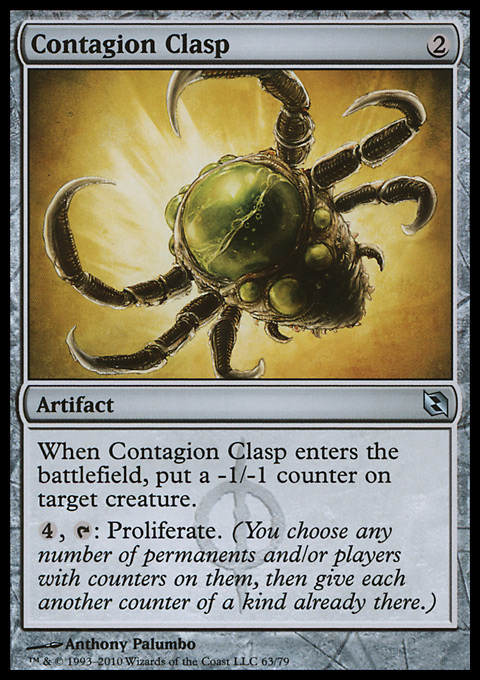 Contagion Clasp 2
Artifact
When Contagion Clasp enters the
battlefield, put a -1/-1 counter on
target creature.
4, : Proliferate. (You choose any
number of permanents and/or players
with counters on them, then give each
another counter of a kind already there.)
Anthony Palumbo
™ & © 1993–2010 Wizards of the Coast LLC 63/79